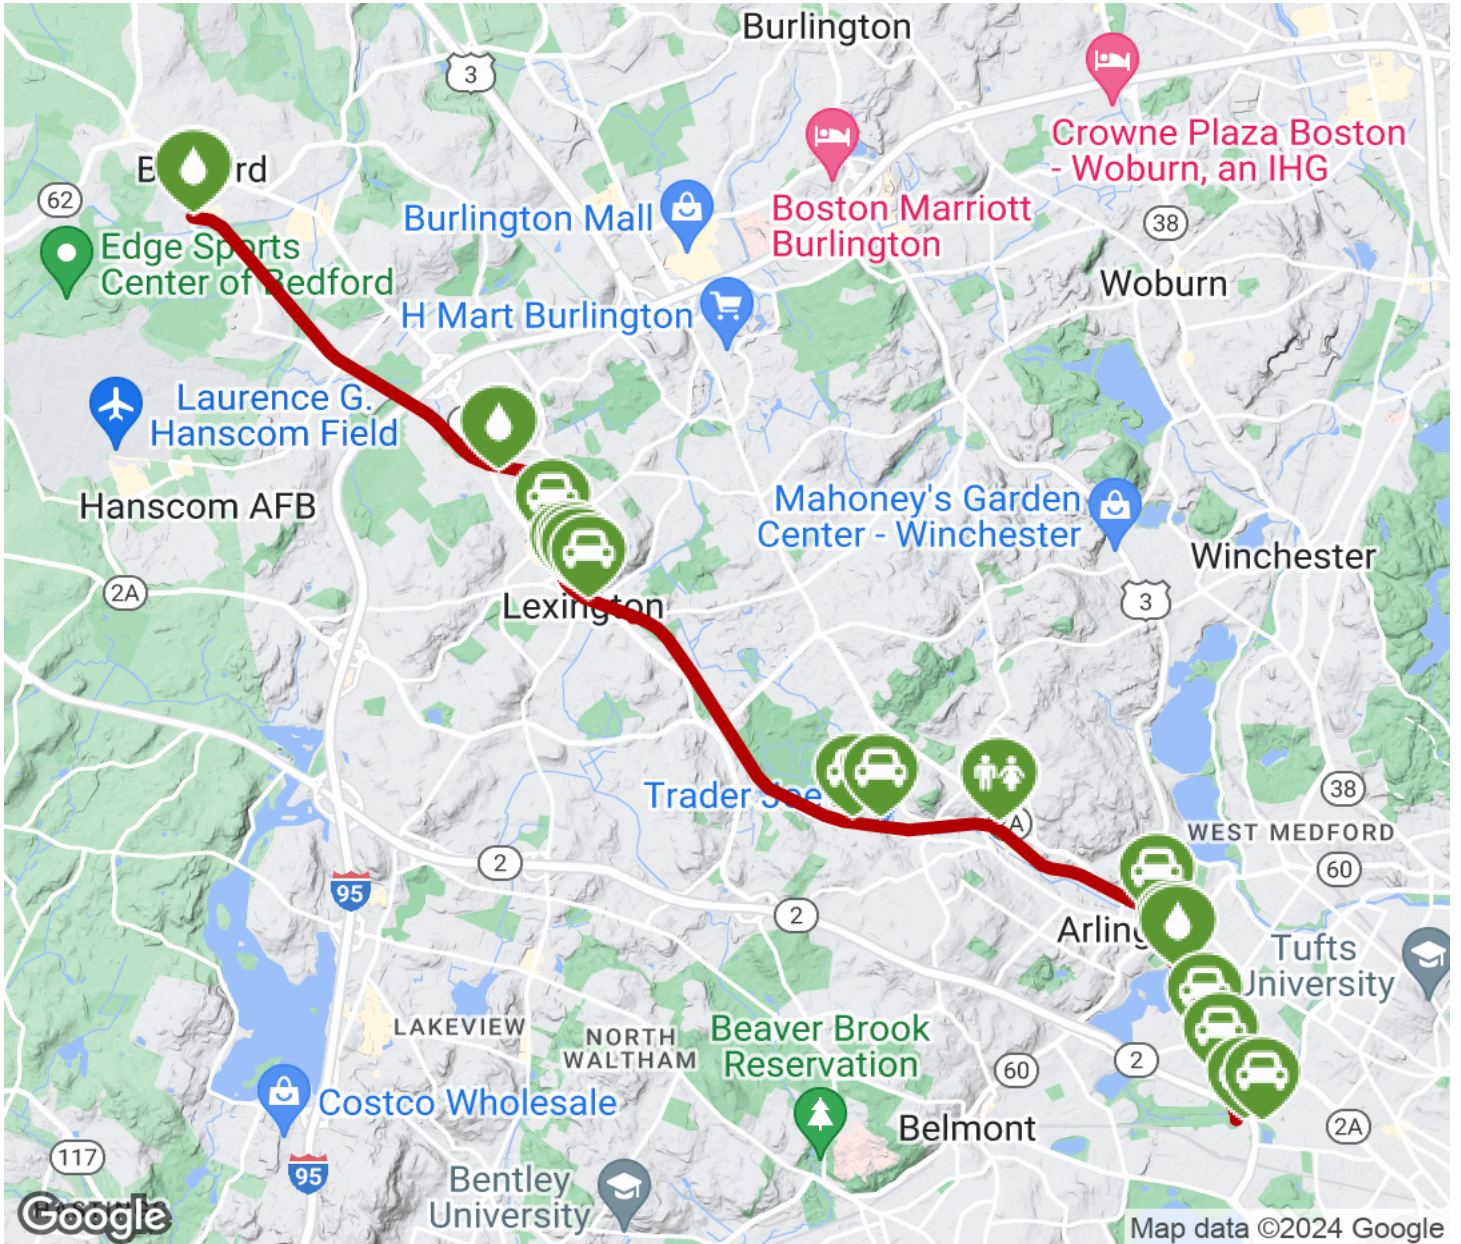 Burlington
3
Crowne Plaza Boston
- Woburn, an IHG
B rd
62
Burlington Mall
Boston Marriott
Burlington
38
Edge Sports
Center of Bedford
Woburn
H Mart Burlington
Laurence G.
Hanscom Field
Hanscom AFB
Mahoney's Garden
Center - Winchester
Winchester
2A
Lexington
3
Trader Joe
A
38
WEST MEDFORD
60
2
95
2
Arling
Tufts
University
LAKEVIEW
NORTH
WALTHAM
Beaver Brook
Reservation
2
60
Costco Wholesale
Belmont
2A
117
95
Bentley
University
Google
Map data ©2024 Google